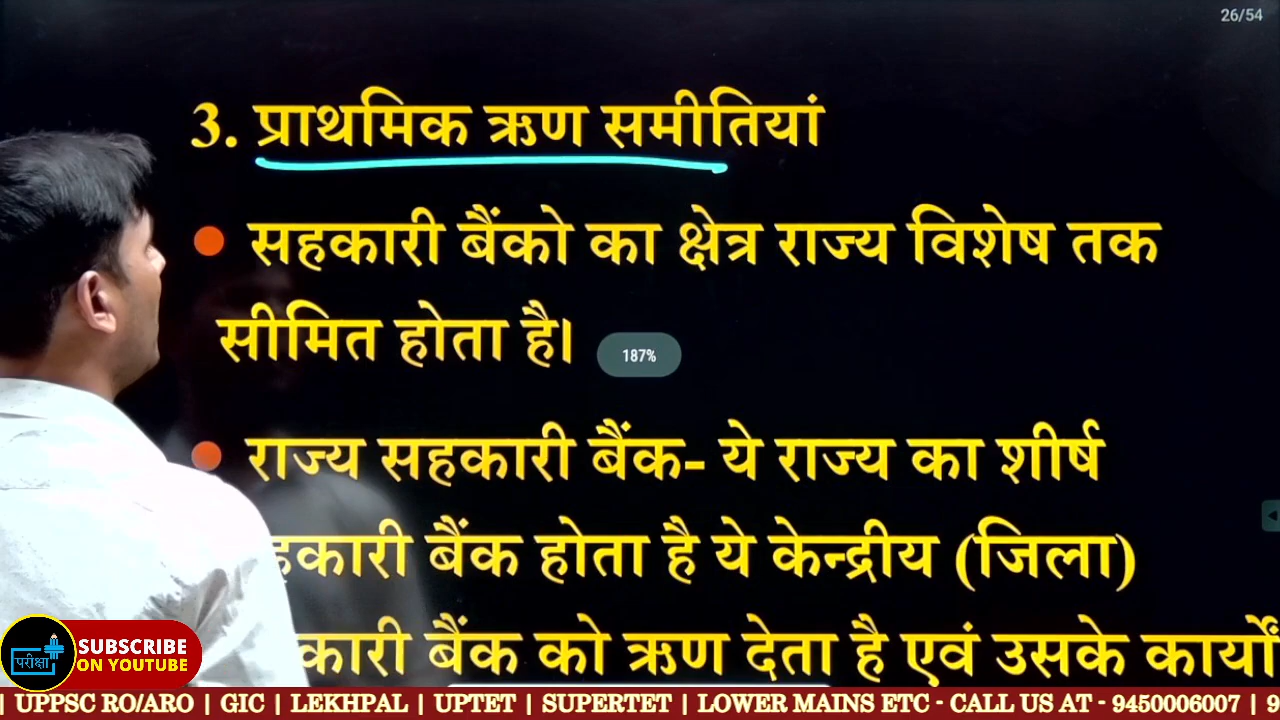 26/54
3. प्राथमिक ऋण समीतियां
सहकारी बैंको का क्षेत्र राज्य विशेष तक
सीमित होता है।
187%
राज्य सहकारी बैंक- ये राज्य का शीर्ष
बैंक होता है ये केन्द्रीय (जिला)
बैंक को ऋण देता है एवं उसके कार्यों
परीक्षा
SUBSCRIBE
ON YOUTUBE
| UPPSC RO/ARO | GIC | LEKHPAL | UPTET | SUPERTET | LOWER MAINS ETC - CALL US AT - 9450006007 | 9